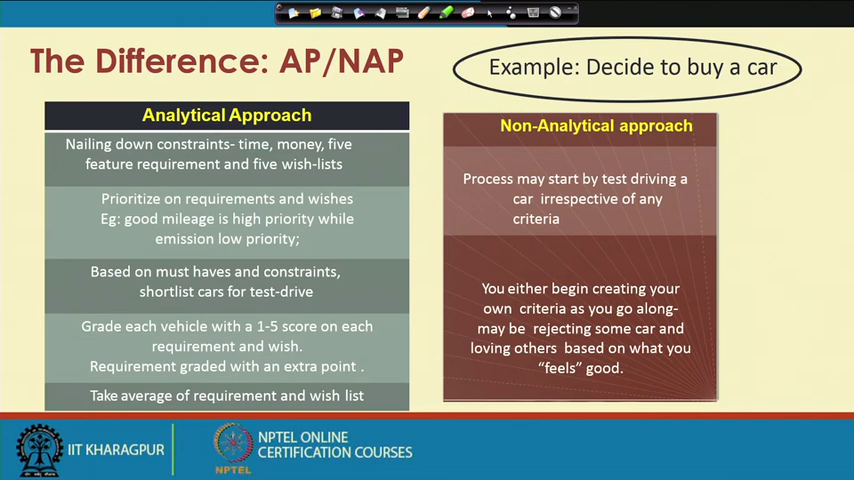 The Difference: AP/NAP
Example: Decide to buy a car
Analytical Approach
Nailing down constraints- time, money, five
feature requirement and five wish-lists
Prioritize on requirements and wishes
Eg: good mileage is high priority while
emission low priority;
Based on must haves and constraints,
shortlist cars for test-drive
Grade each vehicle with a 1-5 score on each
requirement and wish.
Requirement graded with an extra point .
Take average of requirement and wish list
Non-Analytical approach
Process may start by test driving a
car irrespective of any
criteria
You either begin creating your
own criteria as you go along-
may be rejecting some car and
loving others based on what you
“feels” good.
IIT KHARAGPUR
NPTEL
NPTEL ONLINE
CERTIFICATION COURSES